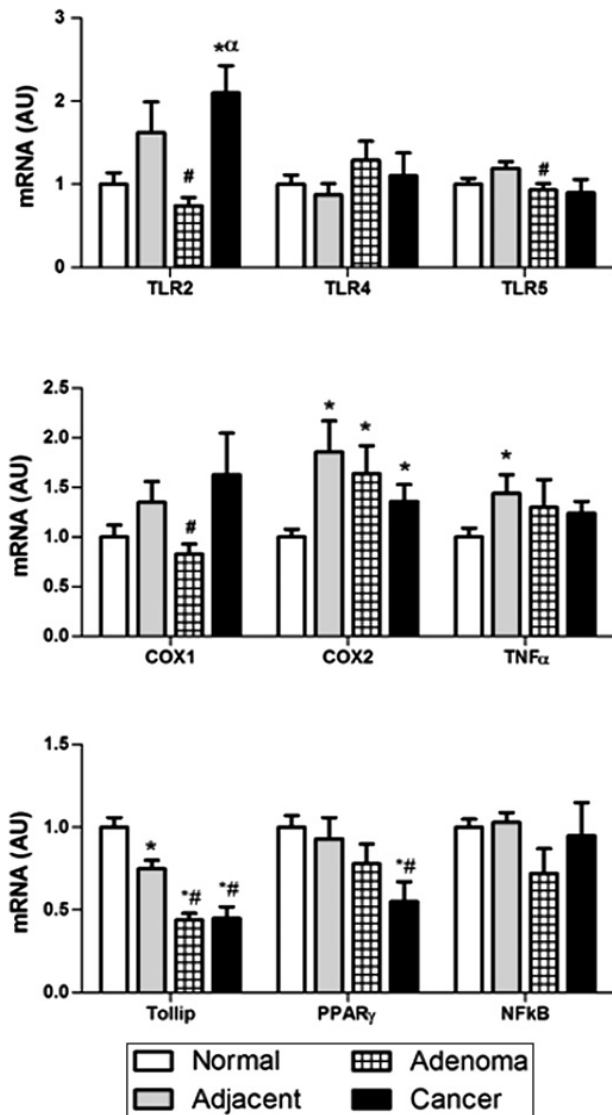 3
*α
2
#
#
1
0
mRNA (AU)
TLR2 TLR4 TLR5
2.5
*
2.0
*
*
*
1.5
#
1.0
0.5
0.0
mRNA (AU)
COX1 COX2 TNFα
1.5
1.0
*
*# *#
*#
0.5
0.0
mRNA (AU)
Tollip PPARγ NFkB
Normal Adenoma
Adjacent Cancer